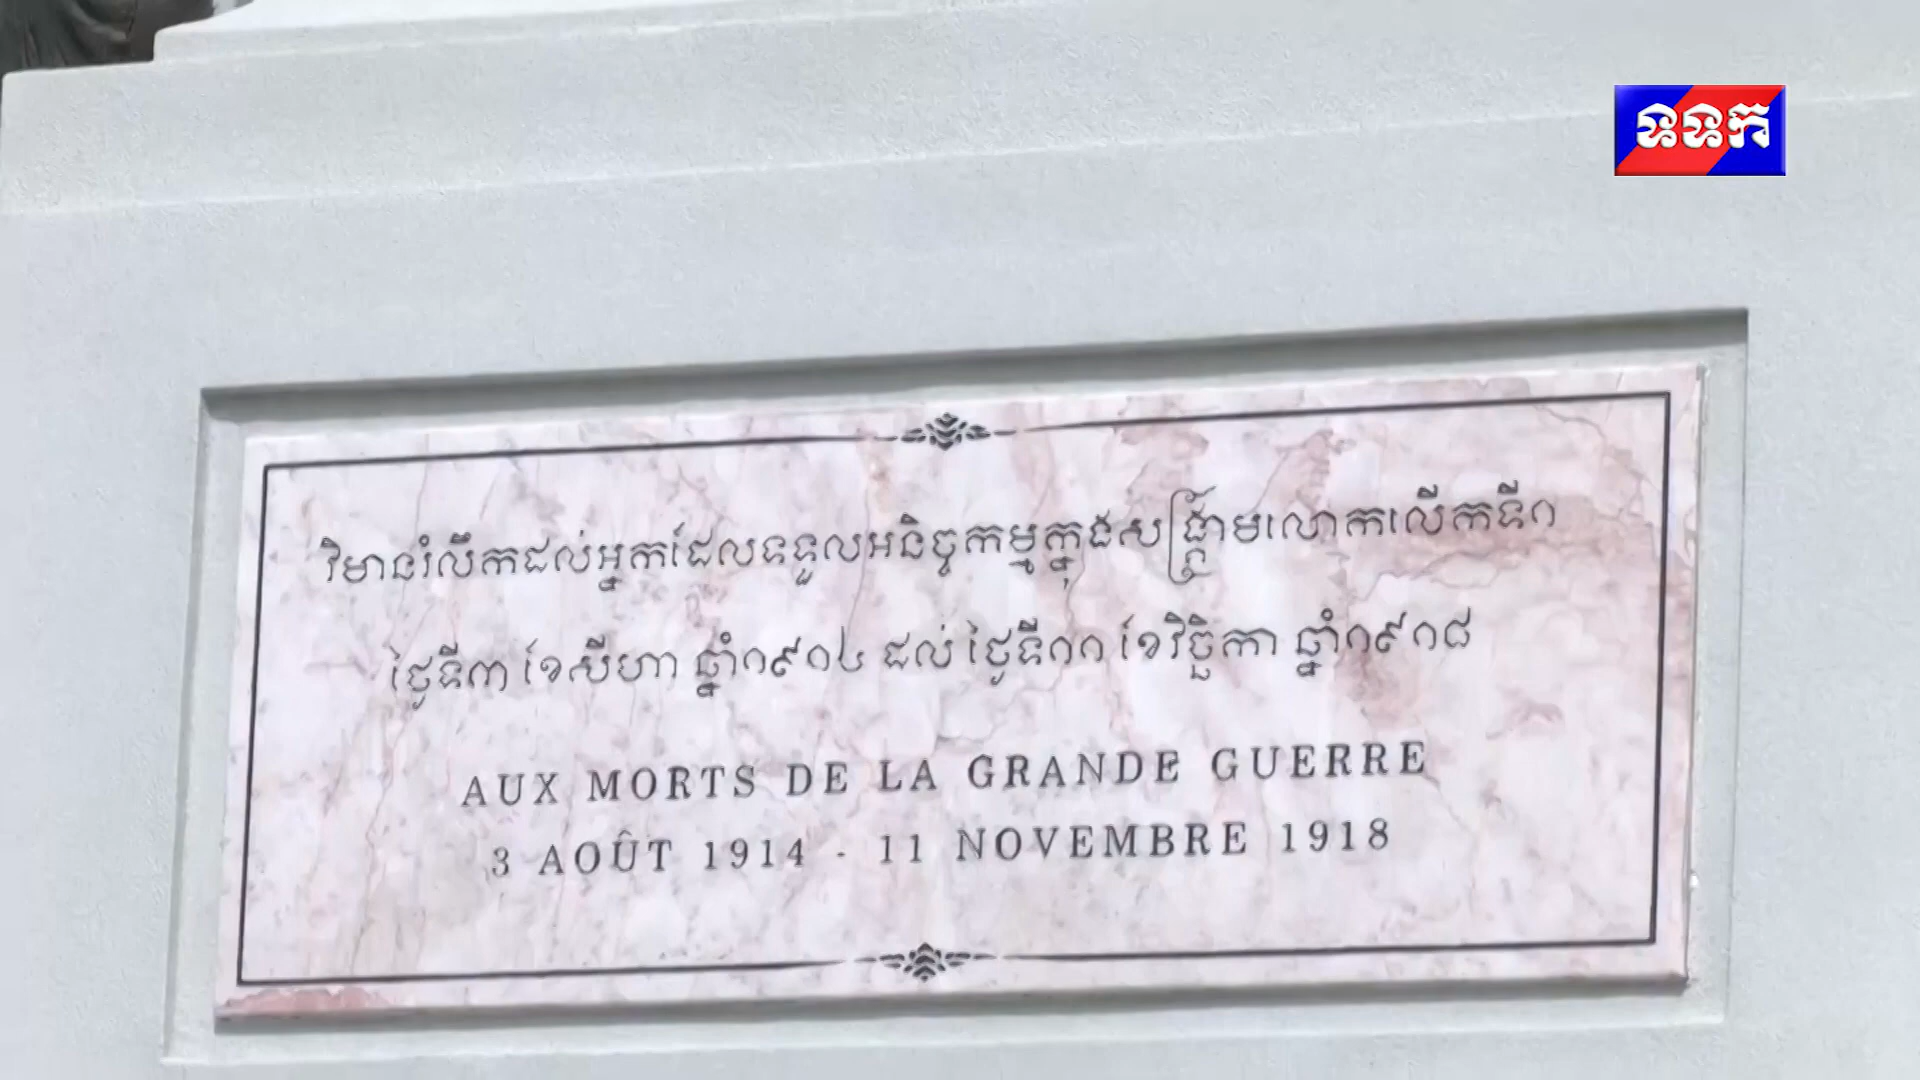 ទទក
វិមានរំលឹកដល់អ្នកដែលទទួលអនិច្ចកម្មក្នុងសង្គ្រាមលោកលើកទី១
ថ្ងៃទី៣ ខែសីហា ឆ្នាំ១៩១៤ ដល់ ថ្ងៃទី១១ ខែវិច្ឆិកា ឆ្នាំ១៩១៨
AUX MORTS DE LA GRANDE GUERRE
3 AOÛT 1914 - 11 NOVEMBRE 1918